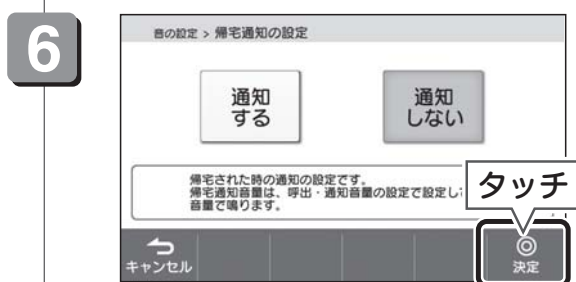 6
音の設定 > 帰宅通知の設定
通知
する
通知
しない
帰宅された時の通知の設定です。
帰宅通知音量は、呼出・通知音量の設定で設定し
音量で鳴ります。
タッチ
キャンセル
決定